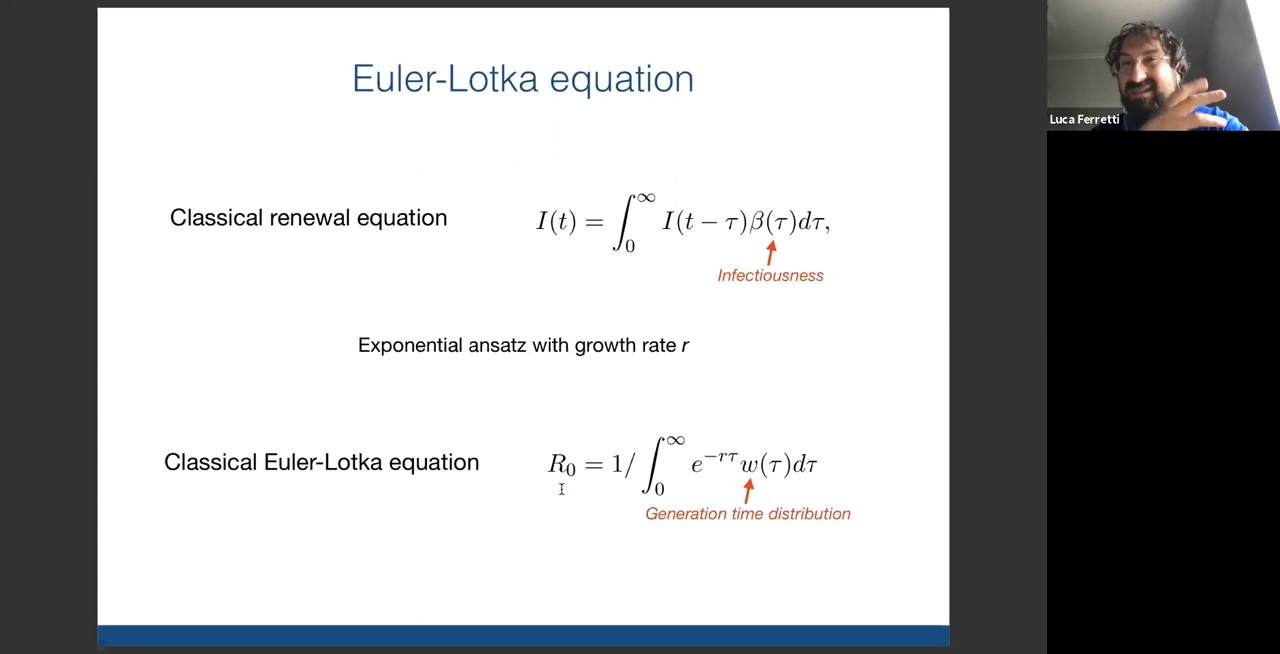 Euler-Lotka equation
Luca Ferretti
Classical renewal equation I(t) = ∫₀^∞ I(t − τ)β(τ)dτ,
Infectiousness
Exponential ansatz with growth rate r
Classical Euler-Lotka equation R₀ = 1/ ∫₀^∞ e^{−rτ} w(τ)dτ
Generation time distribution